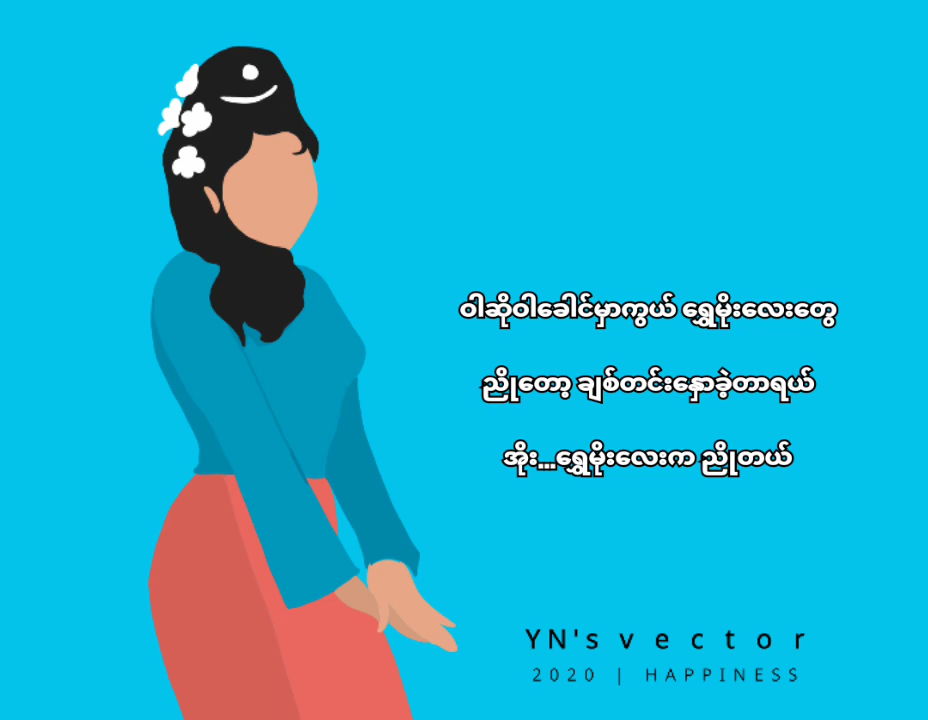 ဝါဆိုဝါခေါင်မှာကွယ် ရွှေမိုးလေးတွေ
ညိုတော့ ချစ်တင်းနှောခဲ့တာရယ်
အိုး...ရွှေမိုးလေးက ညိုတယ်
YN's vector
2020 | HAPPINESS